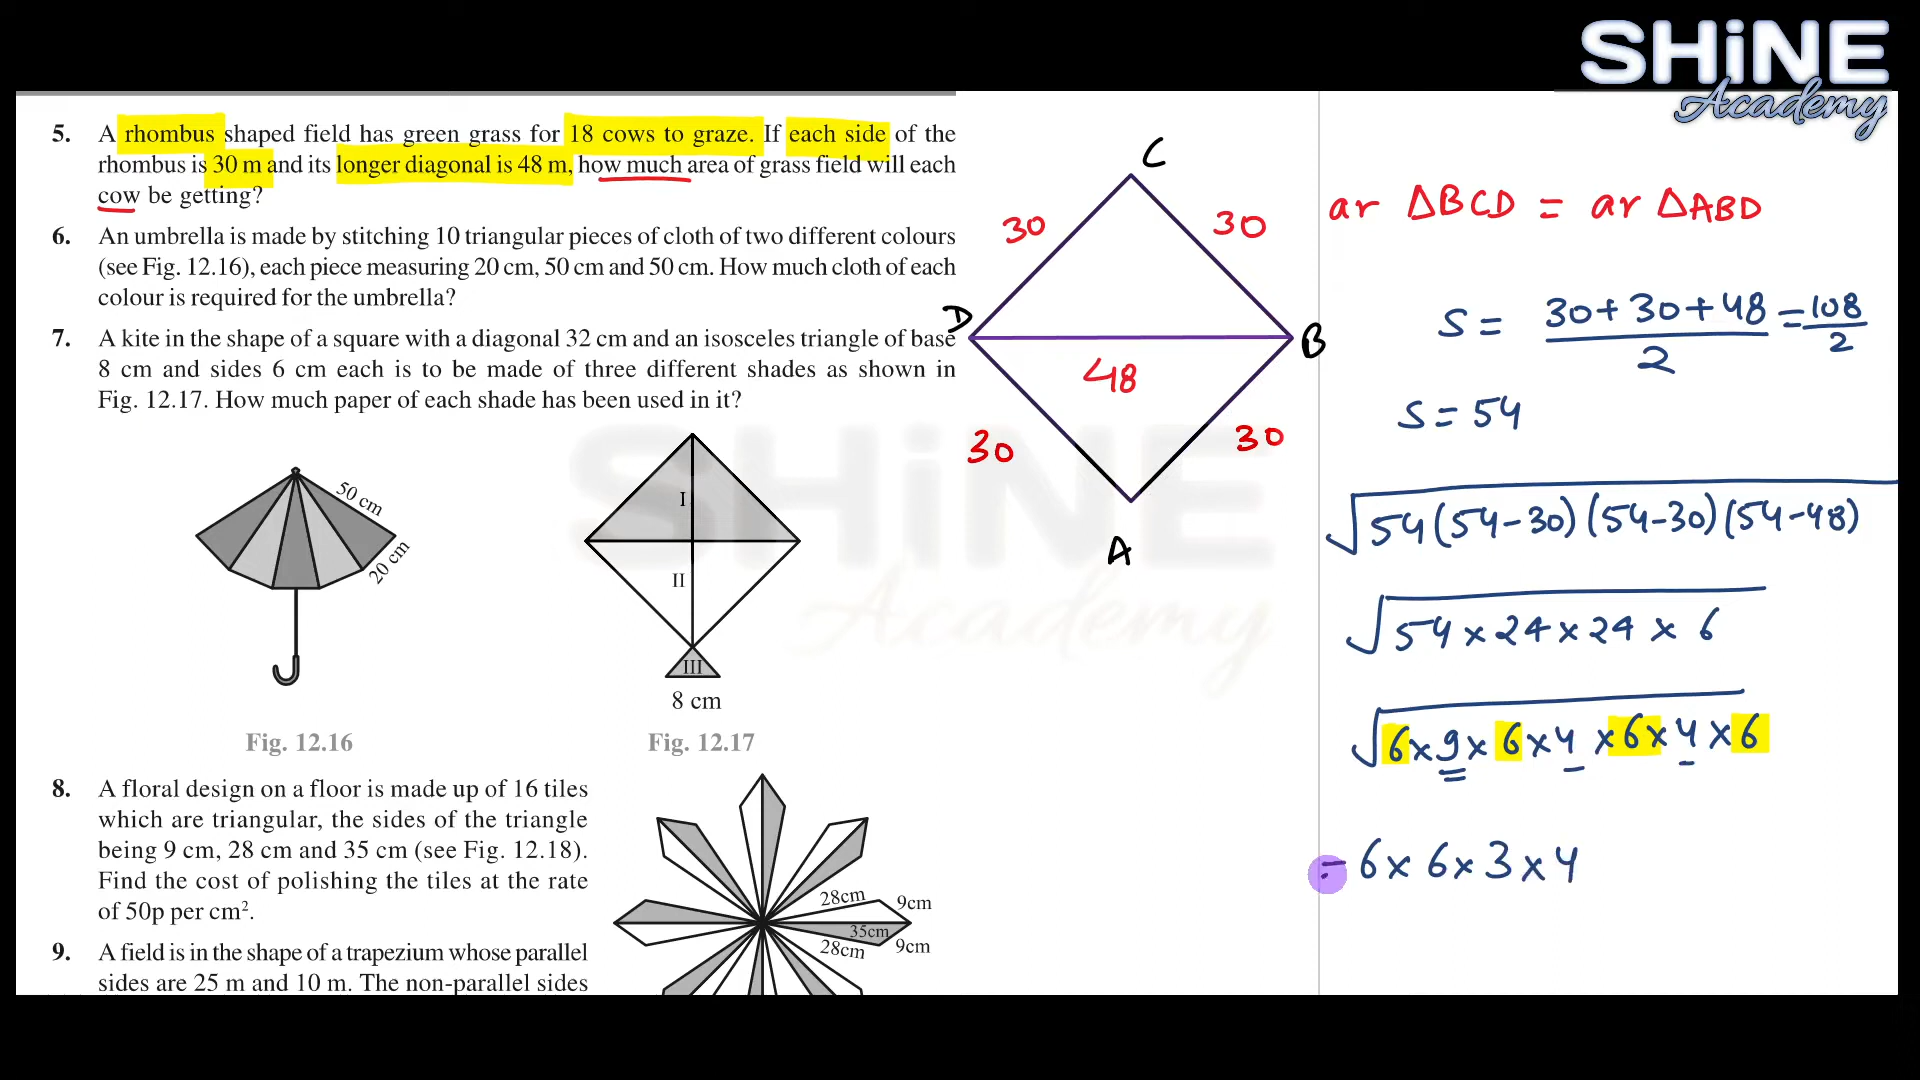 SHiNE
Academy
5. A rhombus shaped field has green grass for 18 cows to graze. If each side of the
rhombus is 30 m and its longer diagonal is 48 m, how much area of grass field will each
cow be getting?
6. An umbrella is made by stitching 10 triangular pieces of cloth of two different colours
(see Fig. 12.16), each piece measuring 20 cm, 50 cm and 50 cm. How much cloth of each
colour is required for the umbrella?
7. A kite in the shape of a square with a diagonal 32 cm and an isosceles triangle of base
8 cm and sides 6 cm each is to be made of three different shades as shown in
Fig. 12.17. How much paper of each shade has been used in it?
50 cm
20 cm
Fig. 12.16
I
II
III
8 cm
Fig. 12.17
8. A floral design on a floor is made up of 16 tiles
which are triangular, the sides of the triangle
being 9 cm, 28 cm and 35 cm (see Fig. 12.18).
Find the cost of polishing the tiles at the rate
of 50p per cm².
28cm
9cm
35cm
28cm
9cm
9. A field is in the shape of a trapezium whose parallel
sides are 25 m and 10 m. The non-parallel sides
C
30
30
D
B
48
30
30
A
SHiNE
Academy
ar ΔBCD = ar ΔABD
S = 30+30+48/2 = 108/2
S = 54
√54(54-30)(54-30)(54-48)
√54×24×24×6
√6×9×6×4×6×4×6
= 6×6×3×4